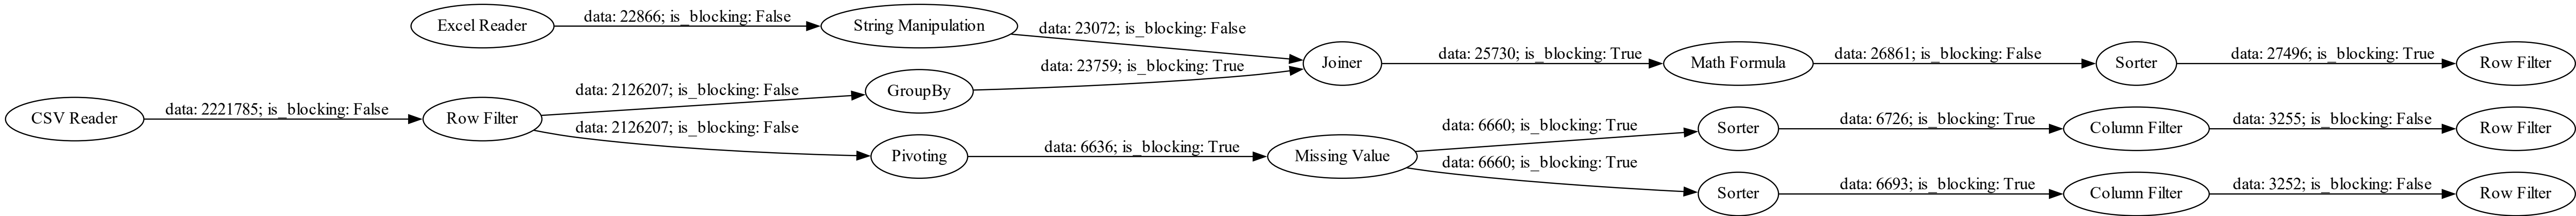 Excel Reader
data: 22866; is_blocking: False
String Manipulation
data: 23072; is_blocking: False
CSV Reader
data: 2221785; is_blocking: False
Row Filter
data: 2126207; is_blocking: False
GroupBy
data: 23759; is_blocking: True
Joiner
data: 25730; is_blocking: True
Math Formula
data: 26861; is_blocking: False
Sorter
data: 27496; is_blocking: True
Row Filter
data: 2126207; is_blocking: False
Pivoting
data: 6636; is_blocking: True
Missing Value
data: 6660; is_blocking: True
Sorter
data: 6726; is_blocking: True
Column Filter
data: 3255; is_blocking: False
Row Filter
data: 6660; is_blocking: True
Sorter
data: 6693; is_blocking: True
Column Filter
data: 3252; is_blocking: False
Row Filter